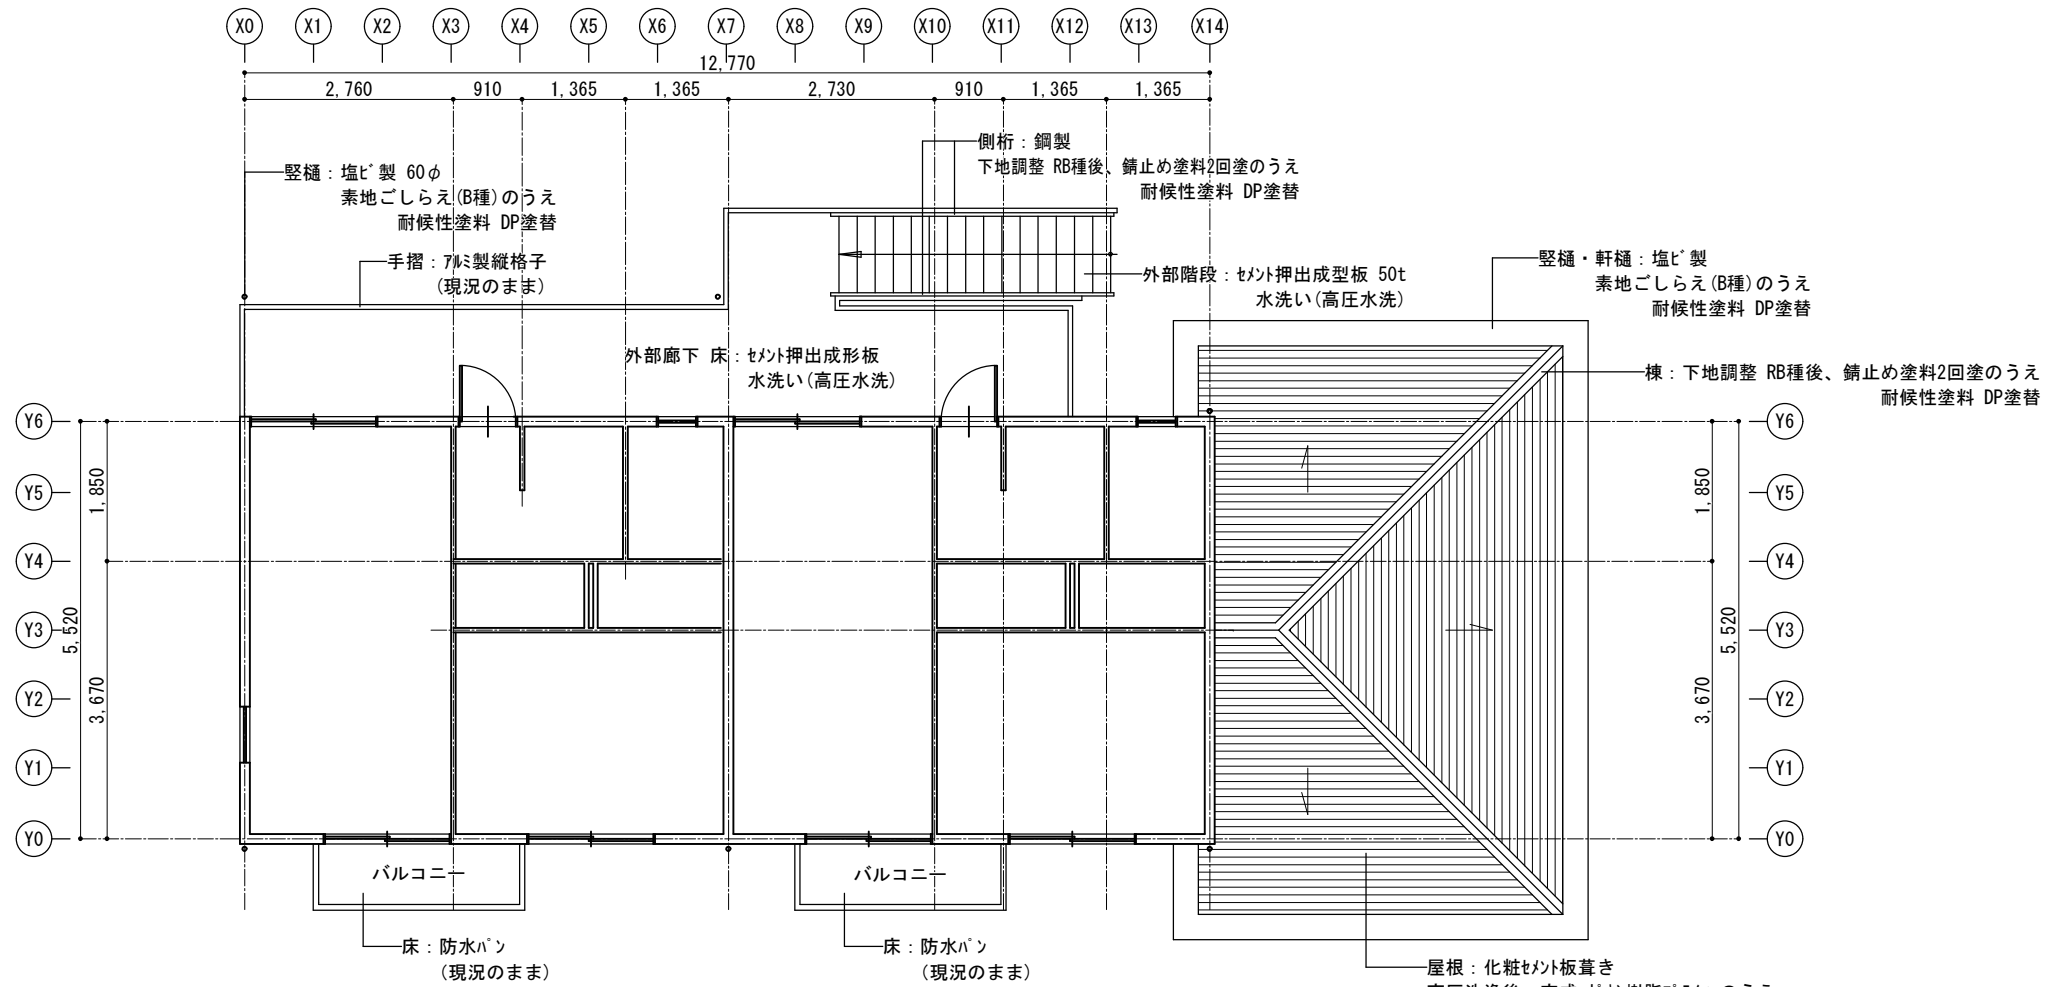 X0 X1 X2 X3 X4 X5 X6 X7 X8 X9 X10 X11 X12 X13 X14
12,770
2,760 910 1,365 1,365 2,730 910 1,365 1,365
側桁：鋼製
下地調整 RB種後、錆止め塗料2回塗のうえ
耐候性塗料 DP塗替
竪樋：塩ﾋﾞ製 60φ
素地ごしらえ(B種)のうえ
耐候性塗料 DP塗替
手摺：ｱﾙﾐ製縦格子
(現況のまま)
外部階段：ｾﾒﾝﾄ押出成型板 50t
水洗い(高圧水洗)
竪樋・軒樋：塩ﾋﾞ製
素地ごしらえ(B種)のうえ
耐候性塗料 DP塗替
外部廊下 床：ｾﾒﾝﾄ押出成形板
水洗い(高圧水洗)
棟：下地調整 RB種後、錆止め塗料2回塗のうえ
耐候性塗料 DP塗替
Y6 Y6
Y5 1,850 1,850 Y5
Y4 Y4
Y3 5,520 5,520 Y3
Y2 3,670 3,670 Y2
Y1 Y1
Y0 Y0
バルコニー バルコニー
床：防水ﾊﾟﾝ 床：防水ﾊﾟﾝ
(現況のまま) (現況のまま)
屋根：化粧ｾﾒﾝﾄ板葺き